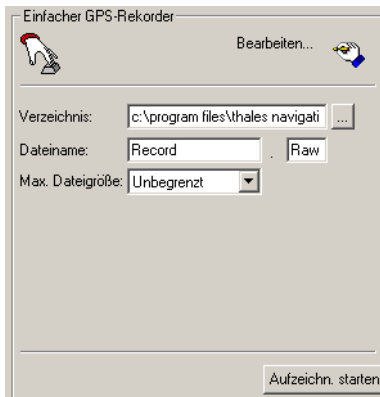 Einfacher GPS-Rekorder
Bearbeiten...
Verzeichnis: c:\program files\thales navigati ...
Dateiname: Record . Raw
Max. Dateigröße: Unbegrenzt
Aufzeichn. starten